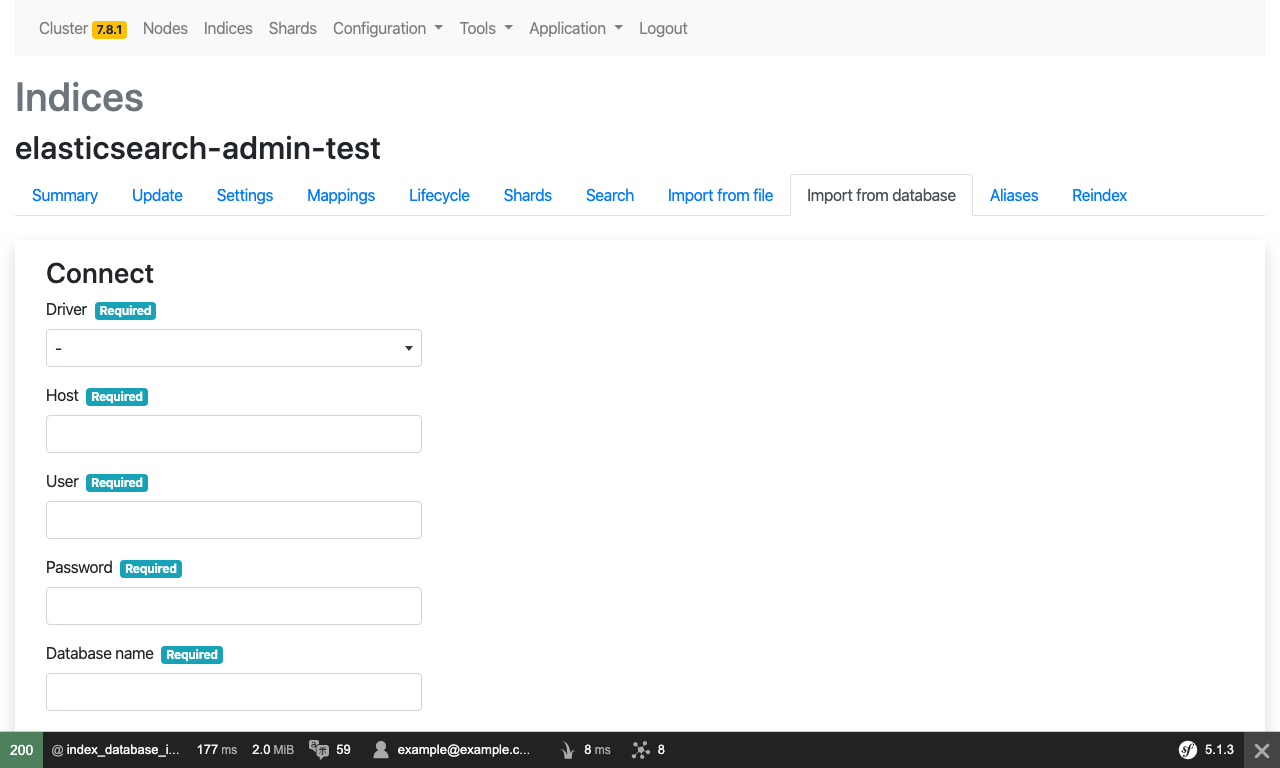 Cluster 7.8.1 Nodes Indices Shards Configuration Tools Application Logout
Indices
elasticsearch-admin-test
Summary Update Settings Mappings Lifecycle Shards Search Import from file Import from database Aliases Reindex
Connect
Driver Required
-
Host Required
User Required
Password Required
Database name Required
200 @ index_database_i... 177 ms 2.0 MiB 59 example@example.c... 8 ms 8 sf 5.1.3